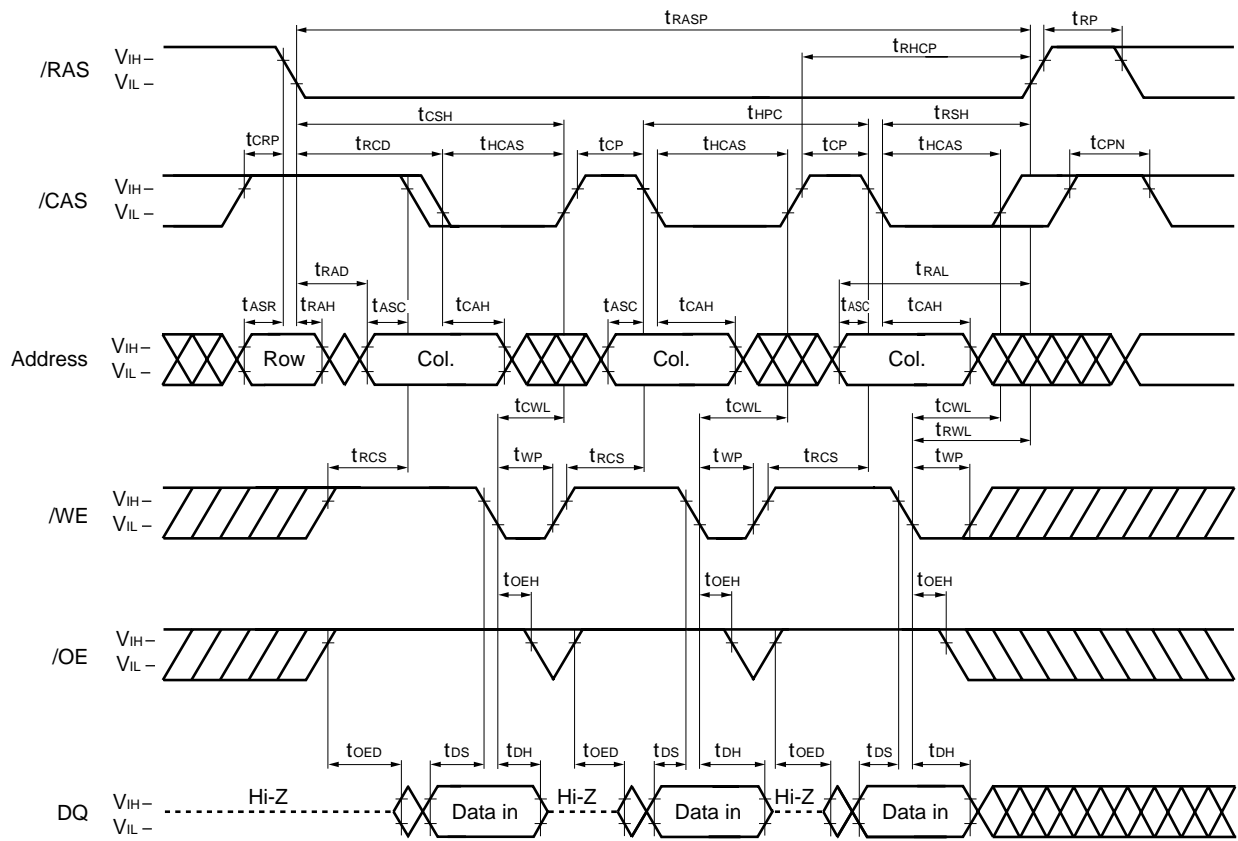 tRASP tRP
tRHCP
/RAS VIH–
VIL –
tCSH tHPC tRSH
tCRP tRCD tHCAS tCP tHCAS tCP tHCAS tCPN
/CAS VIH–
VIL –
tRAD tRAL
tASR tRAH tASC tCAH tASC tCAH tASC tCAH
Address VIH–
VIL –
Row Col. Col. Col.
tCWL tCWL tCWL
tRWL
tRCS tWP tRCS tWP tRCS tWP
/WE VIH–
VIL –
tOEH tOEH tOEH
/OE VIH–
VIL –
tOED tDS tDH tOED tDS tDH tOED tDS tDH
DQ VIH–
VIL –
Hi-Z Data in Hi-Z Data in Hi-Z Data in